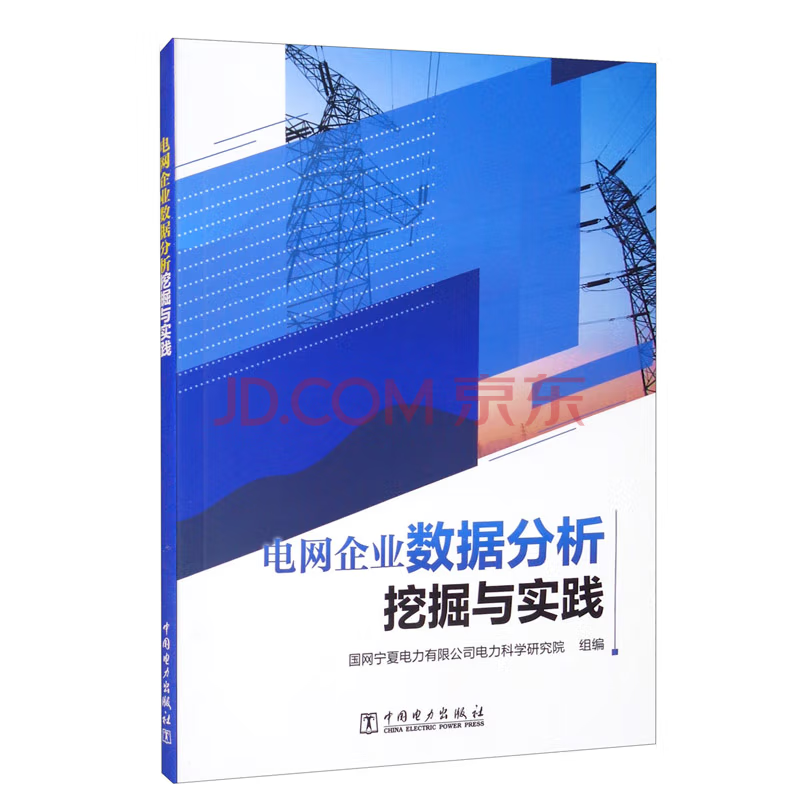 电网企业数据分析挖掘与实践
中国电力出版社
JD.COM 京东
电网企业数据分析
挖掘与实践
国网宁夏电力有限公司电力科学研究院 组编
中国电力出版社
CHINA ELECTRIC POWER PRESS